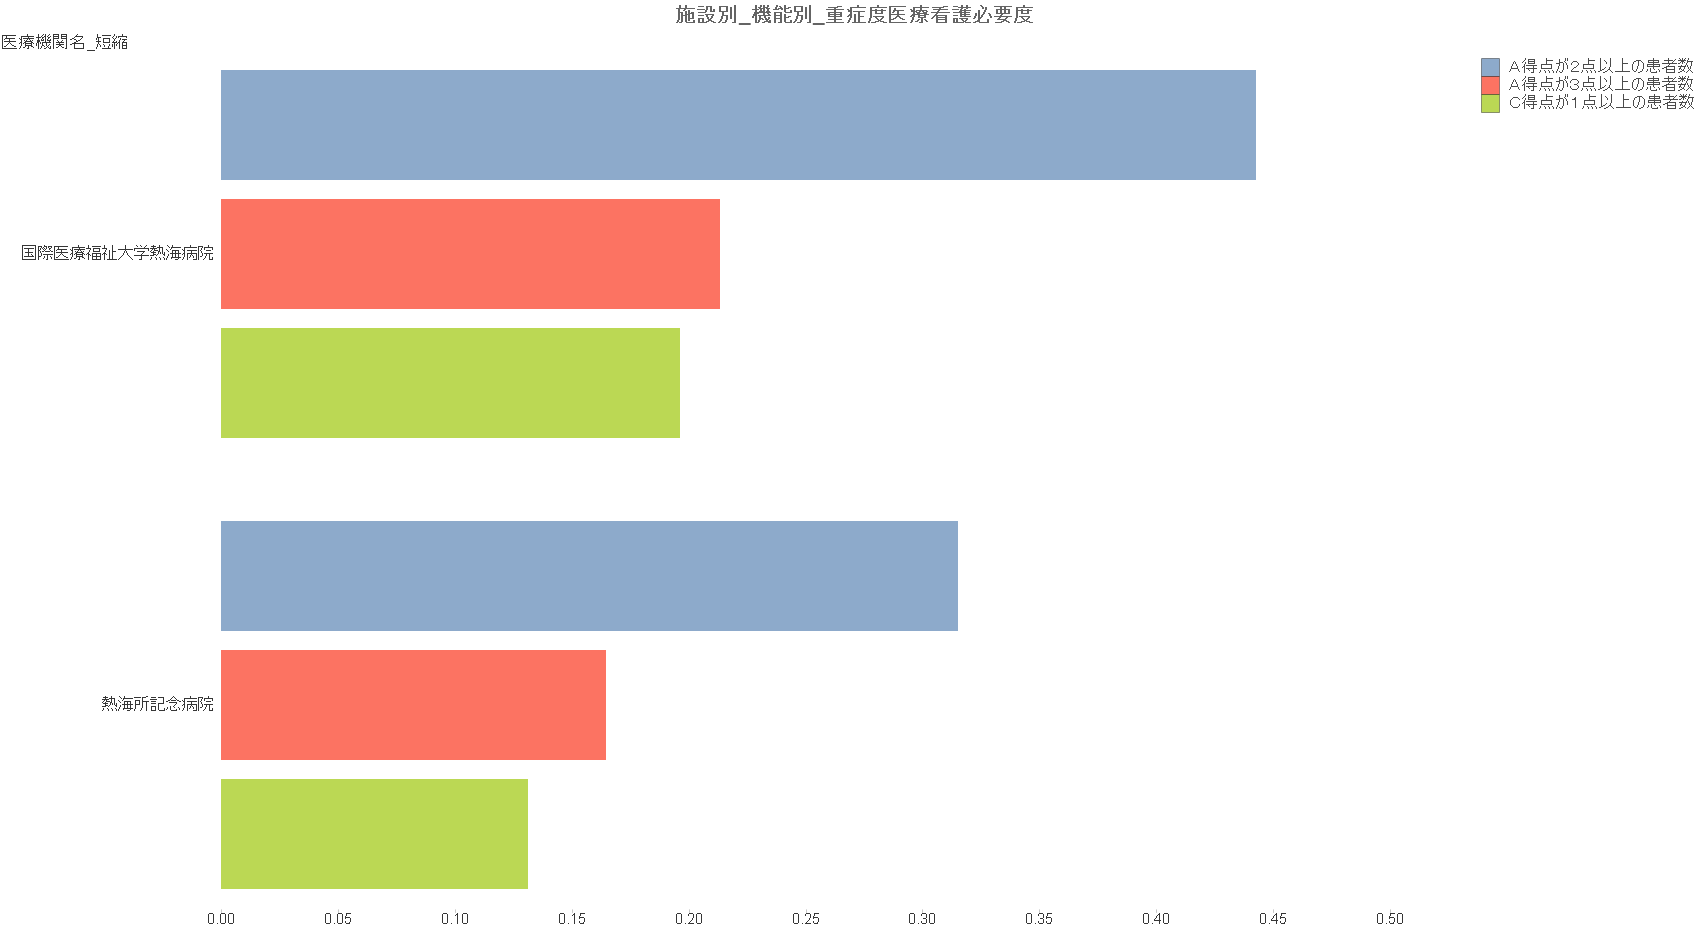 施設別_機能別_重症度医療看護必要度
医療機関名_短縮
A得点が2点以上の患者数
A得点が3点以上の患者数
C得点が1点以上の患者数
国際医療福祉大学熱海病院
熱海所記念病院
0.00 0.05 0.10 0.15 0.20 0.25 0.30 0.35 0.40 0.45 0.50